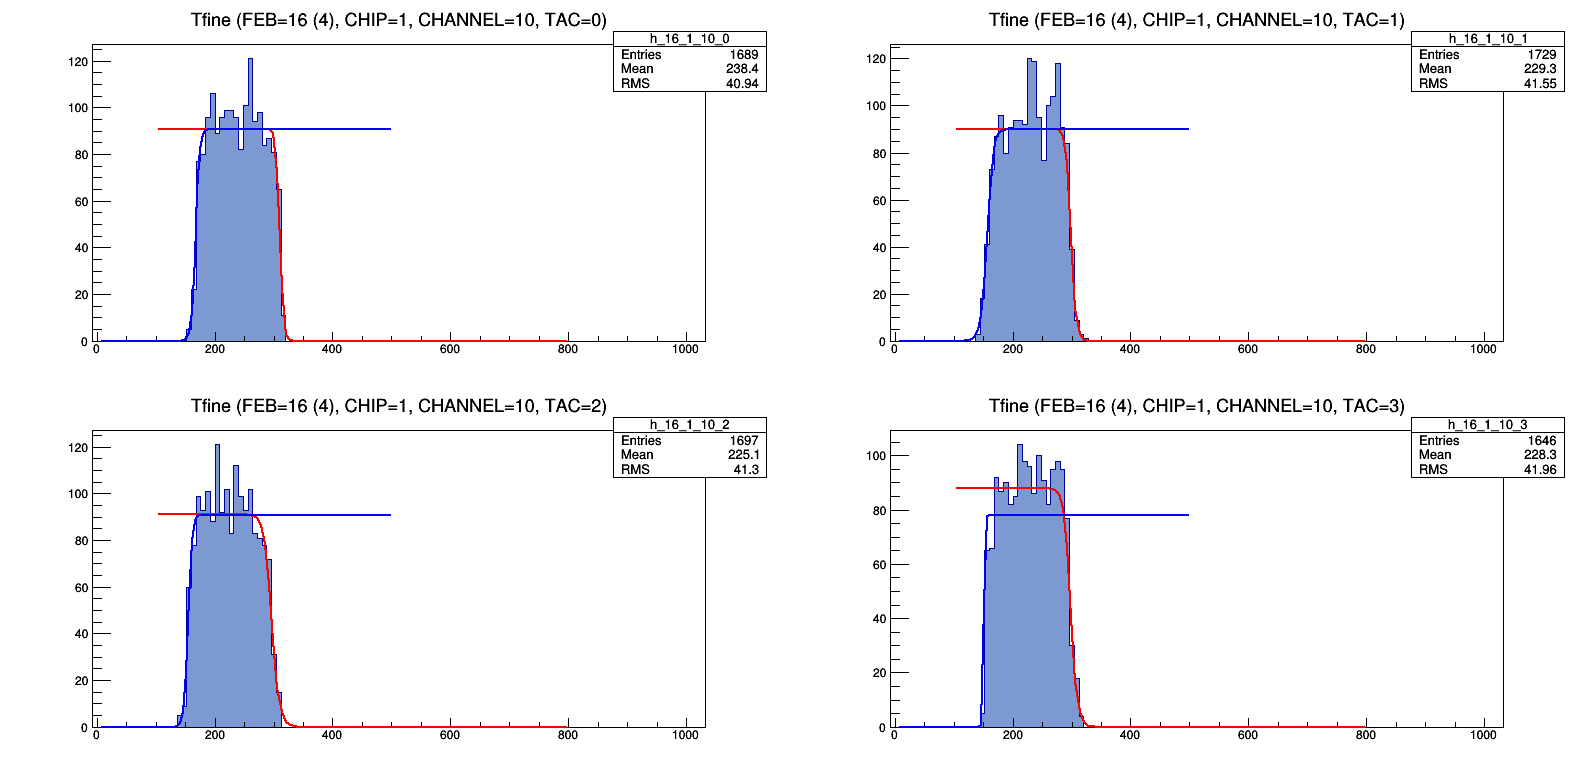 Tfine (FEB=16 (4), CHIP=1, CHANNEL=10, TAC=0)
h_16_1_10_0
Entries 1689
Mean 238.4
RMS 40.94
120
100
80
60
40
20
0
0 200 400 600 800 1000
Tfine (FEB=16 (4), CHIP=1, CHANNEL=10, TAC=1)
h_16_1_10_1
Entries 1729
Mean 229.3
RMS 41.55
120
100
80
60
40
20
0
0 200 400 600 800 1000
Tfine (FEB=16 (4), CHIP=1, CHANNEL=10, TAC=2)
h_16_1_10_2
Entries 1697
Mean 225.1
RMS 41.3
120
100
80
60
40
20
0
0 200 400 600 800 1000
Tfine (FEB=16 (4), CHIP=1, CHANNEL=10, TAC=3)
h_16_1_10_3
Entries 1646
Mean 228.3
RMS 41.96
100
80
60
40
20
0
0 200 400 600 800 1000